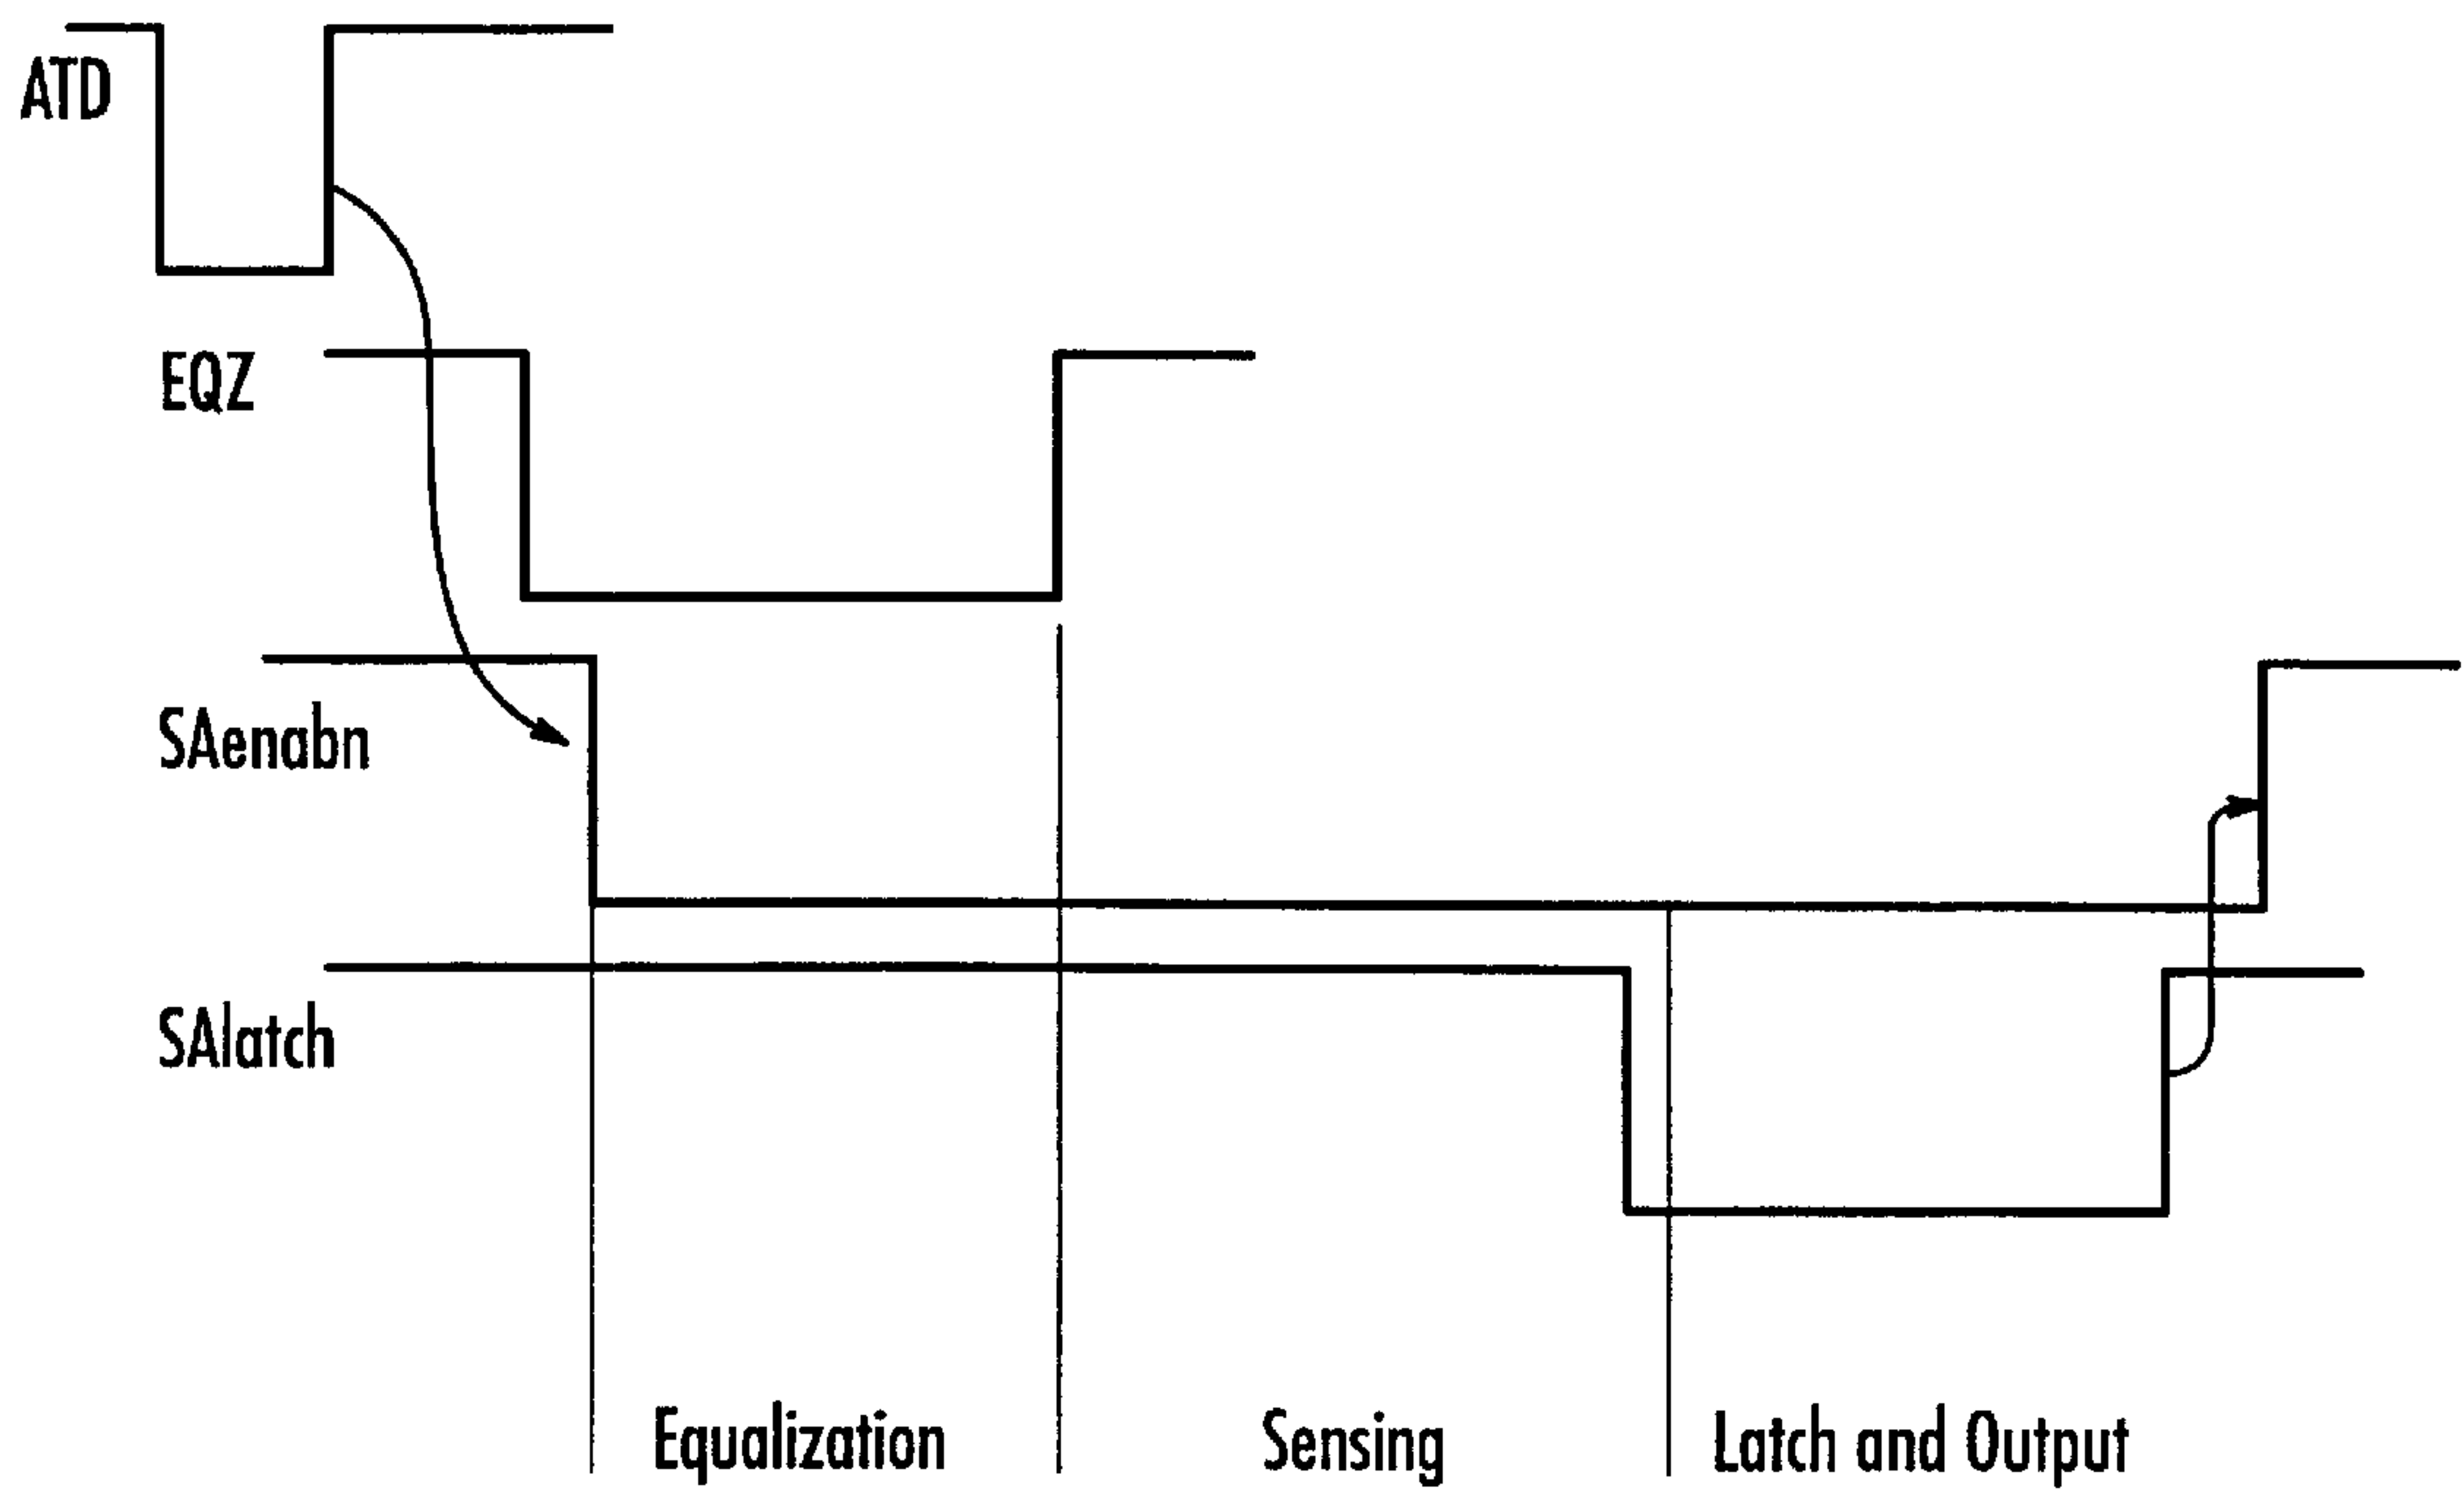 ATD
EQZ
SAenabn
SAlatch
Equalization
Sensing
Latch and Output